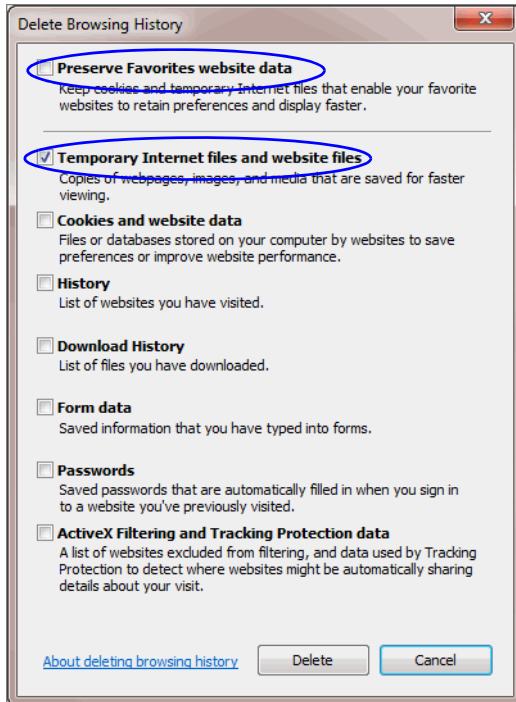 Delete Browsing History
Preserve Favorites website data
Keep cookies and temporary Internet files that enable your favorite
websites to retain preferences and display faster.
Temporary Internet files and website files
Copies of webpages, images, and media that are saved for faster
viewing.
Cookies and website data
Files or databases stored on your computer by websites to save
preferences or improve website performance.
History
List of websites you have visited.
Download History
List of files you have downloaded.
Form data
Saved information that you have typed into forms.
Passwords
Saved passwords that are automatically filled in when you sign in
to a website you've previously visited.
ActiveX Filtering and Tracking Protection data
A list of websites excluded from filtering, and data used by Tracking
Protection to detect where websites might be automatically sharing
details about your visit.
About deleting browsing history Delete Cancel